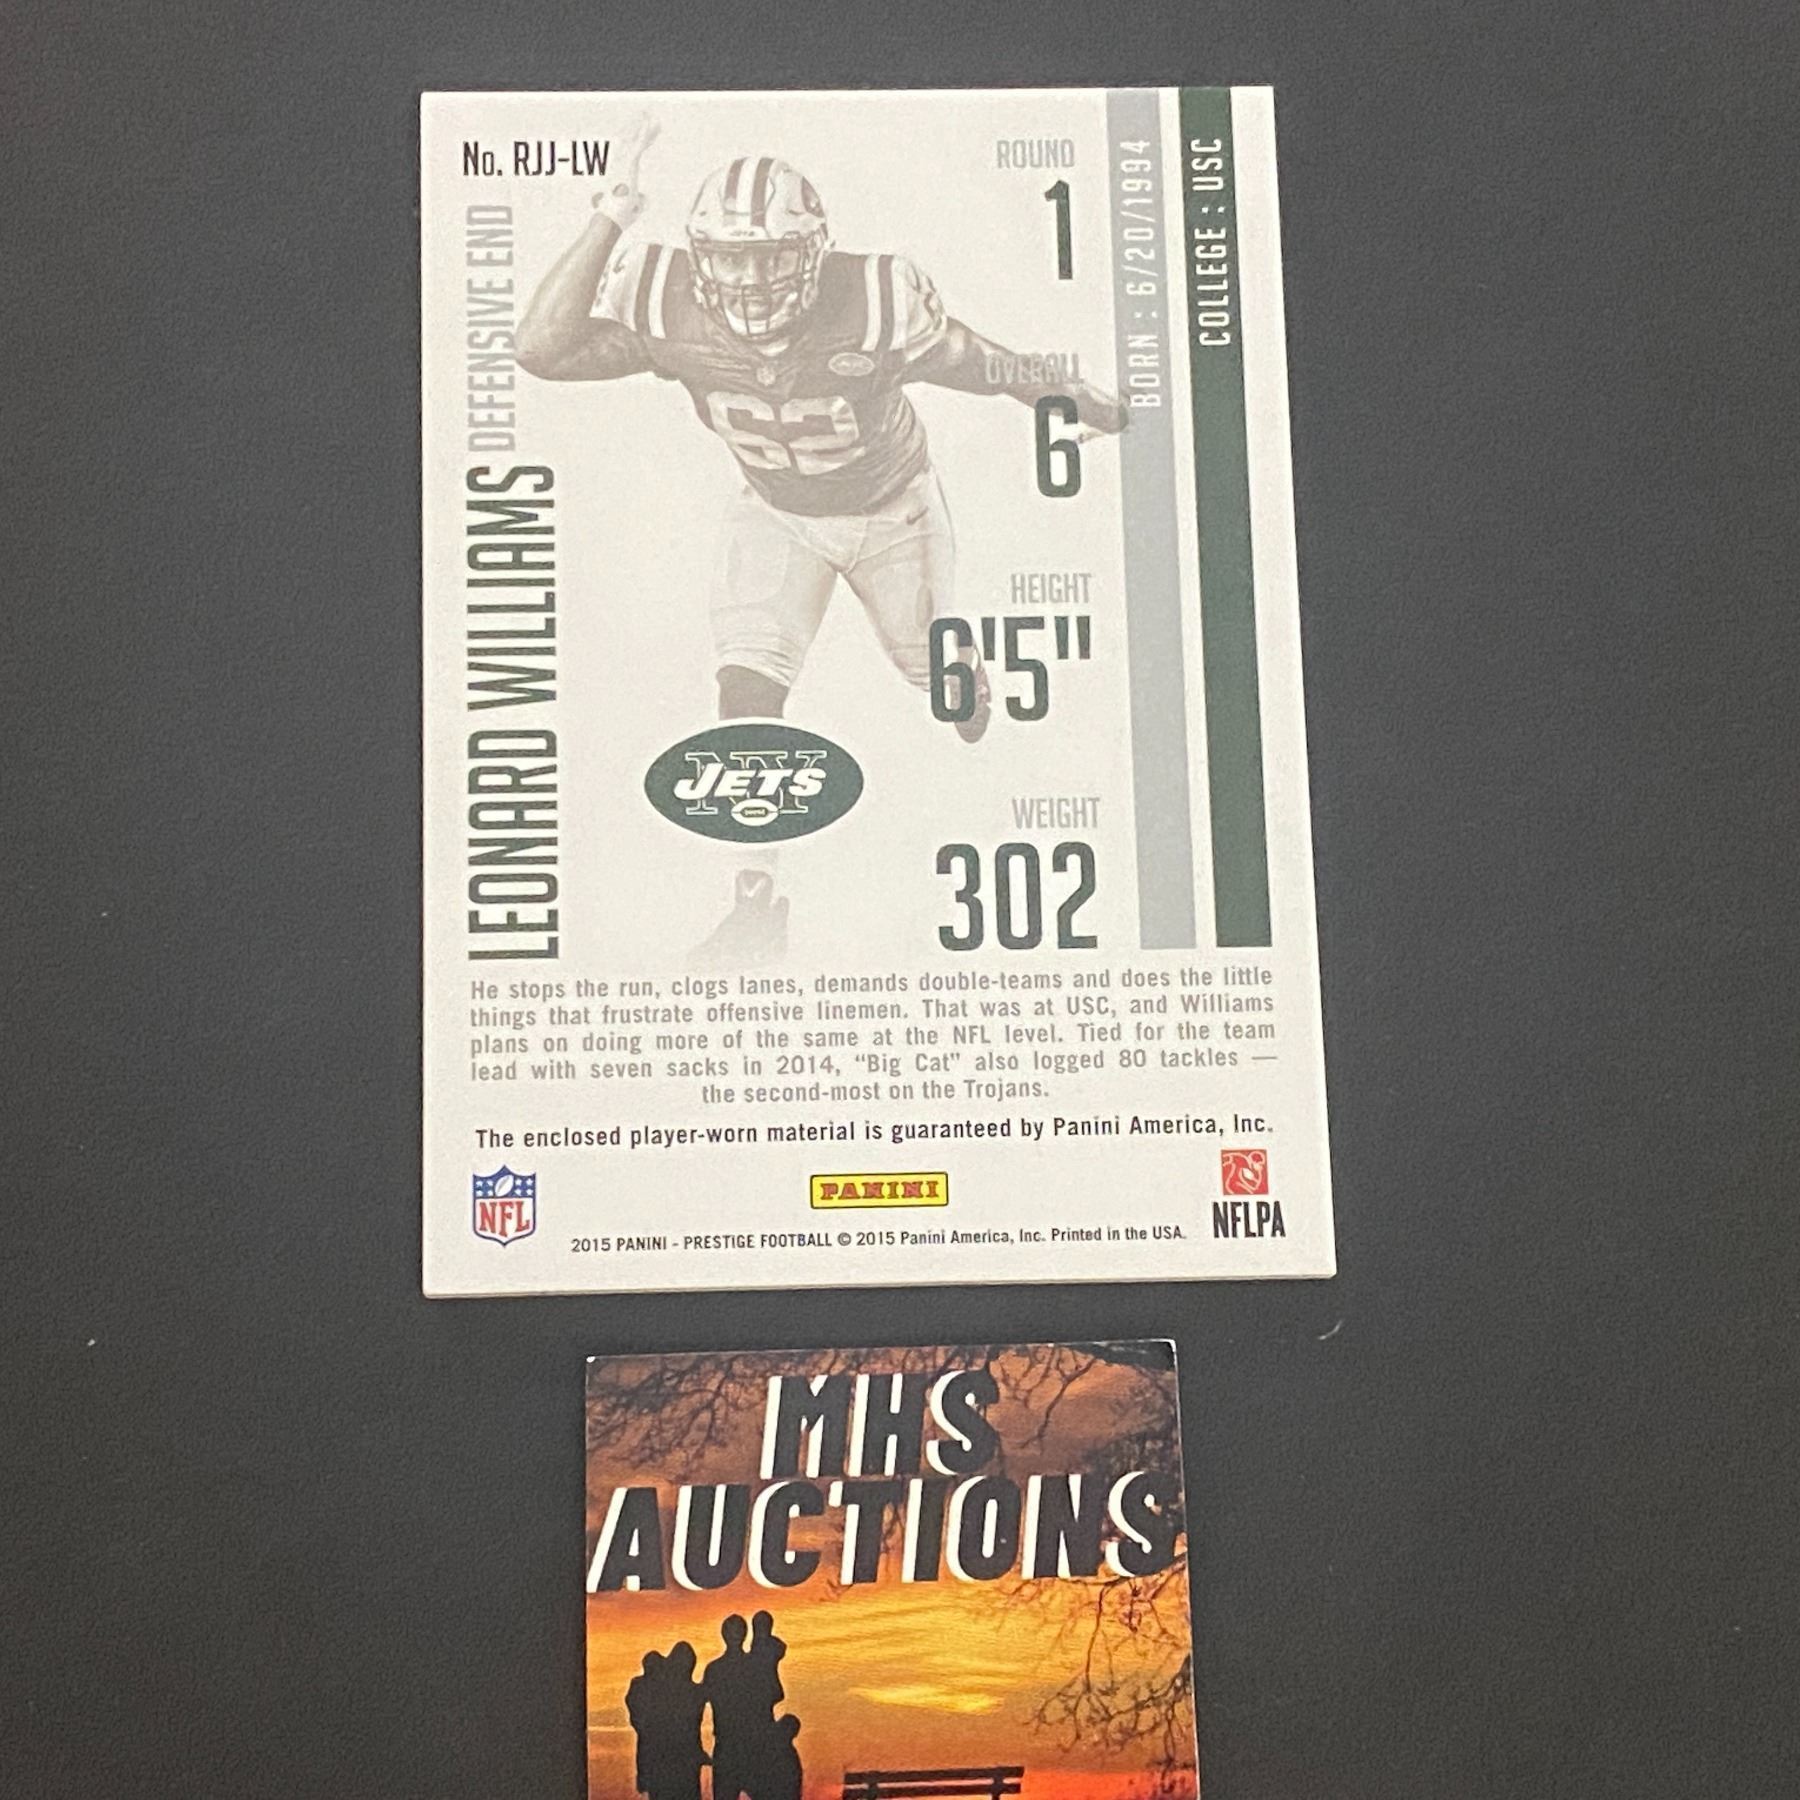 No. RJJ-LW
LEONARD WILLIAMS DEFENSIVE END
62
ROUND
1
OVERALL
6
HEIGHT
6'5"
WEIGHT
302
BORN : 6/20/1994
COLLEGE : USC
NY JETS
He stops the run, clogs lanes, demands double-teams and does the little
things that frustrate offensive linemen. That was at USC, and Williams
plans on doing more of the same at the NFL level. Tied for the team
lead with seven sacks in 2014, “Big Cat” also logged 80 tackles —
the second-most on the Trojans.
The enclosed player-worn material is guaranteed by Panini America, Inc.
NFL
PANINI
NFLPA
2015 PANINI - PRESTIGE FOOTBALL © 2015 Panini America, Inc. Printed in the USA.
MHS
AUCTIONS